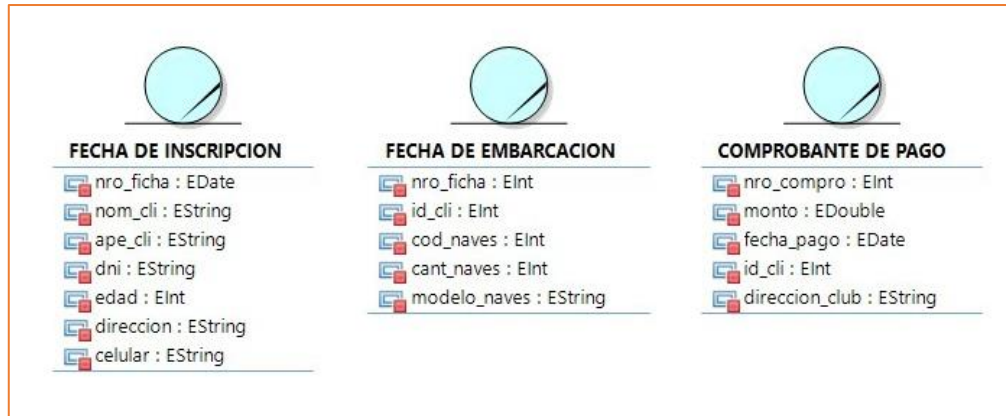 FECHA DE INSCRIPCION
nro_ficha : EDate
nom_cli : EString
ape_cli : EString
dni : EString
edad : EInt
direccion : EString
celular : EString
FECHA DE EMBARCACION
nro_ficha : EInt
id_cli : EInt
cod_naves : EInt
cant_naves : EInt
modelo_naves : EString
COMPROBANTE DE PAGO
nro_compro : EInt
monto : EDouble
fecha_pago : EDate
id_cli : EInt
direccion_club : EString